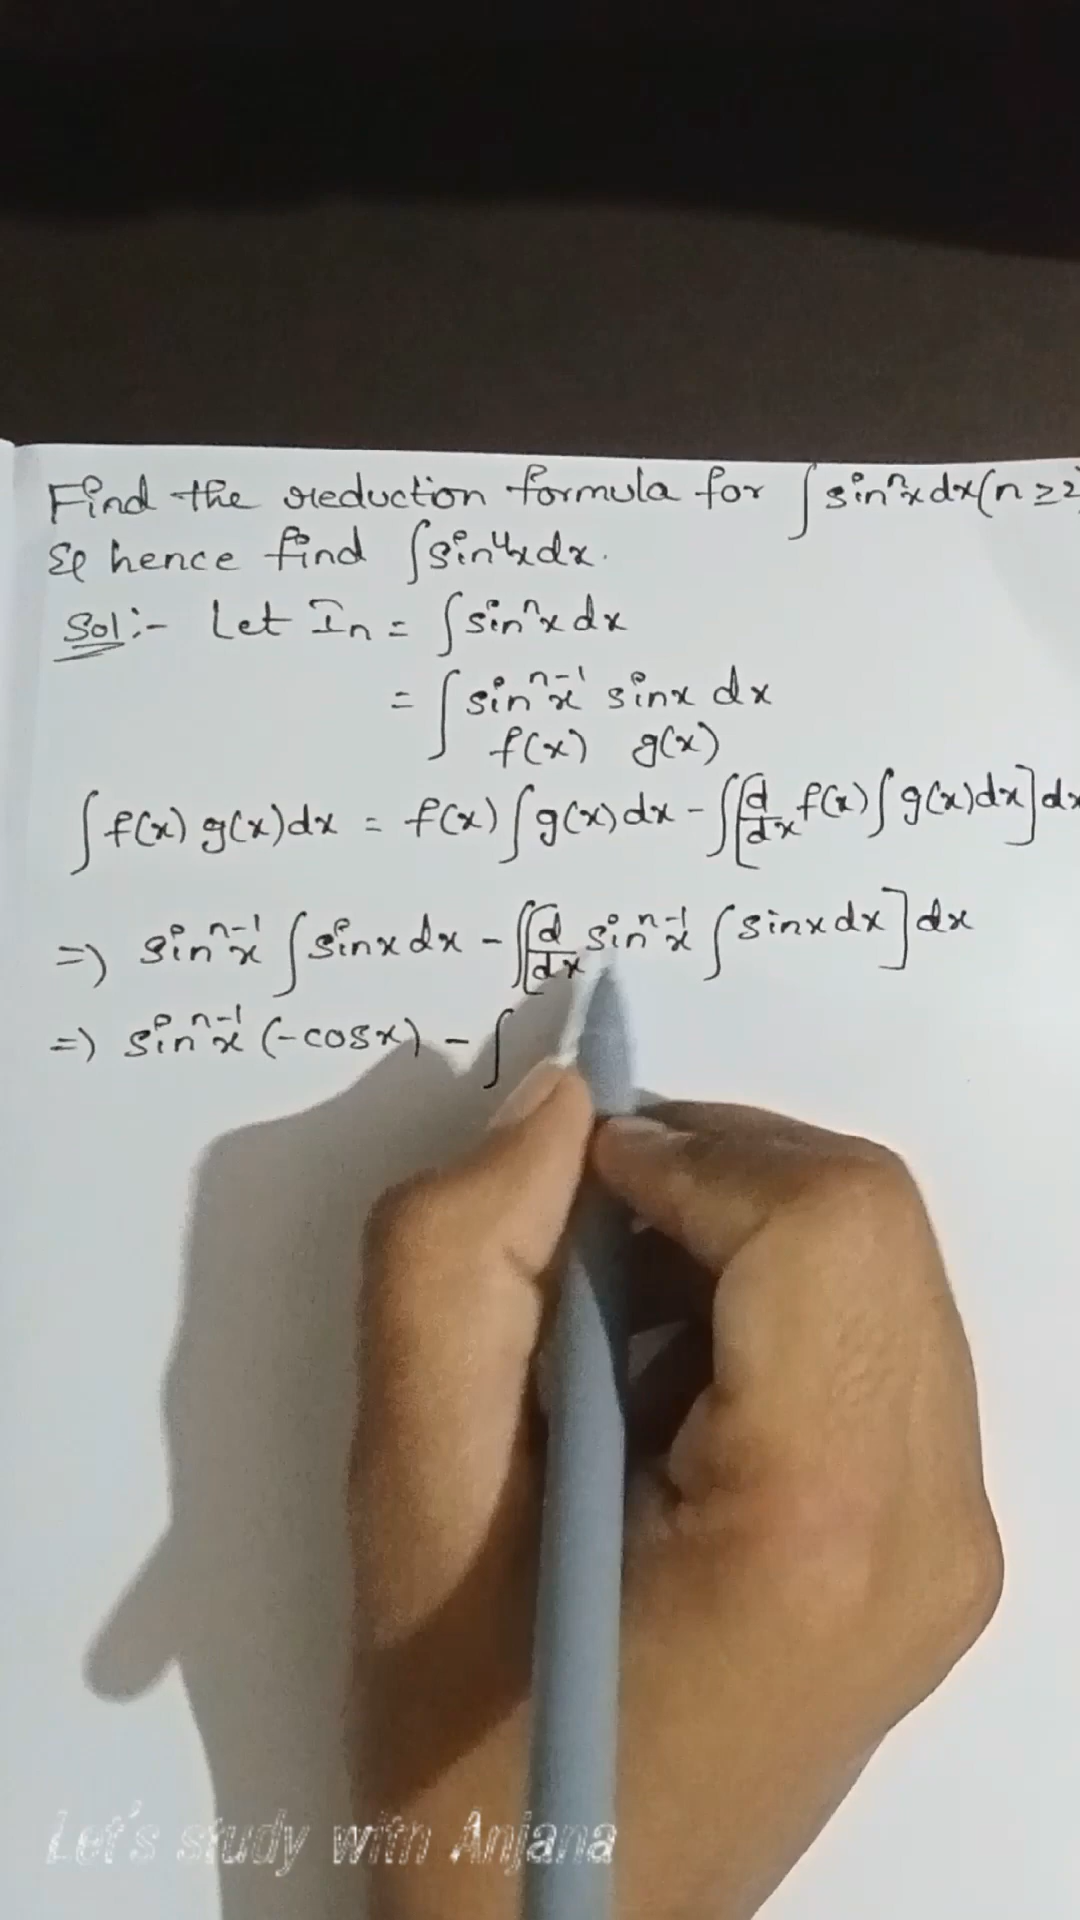 Find the reduction formula for ∫ sinⁿx dx (n ≥ 2)
& hence find ∫ sin⁴x dx.
Sol:- Let Iₙ = ∫ sinⁿx dx
= ∫ sinⁿ⁻¹x sinx dx
f(x) g(x)
∫ f(x) g(x) dx = f(x) ∫ g(x) dx - ∫[d/dx f(x) ∫ g(x) dx] dx
⇒ sinⁿ⁻¹x ∫ sinx dx - ∫[d/dx sinⁿ⁻¹x ∫ sinx dx] dx
⇒ sinⁿ⁻¹x (-cosx) - ∫
Let's study with Anjana